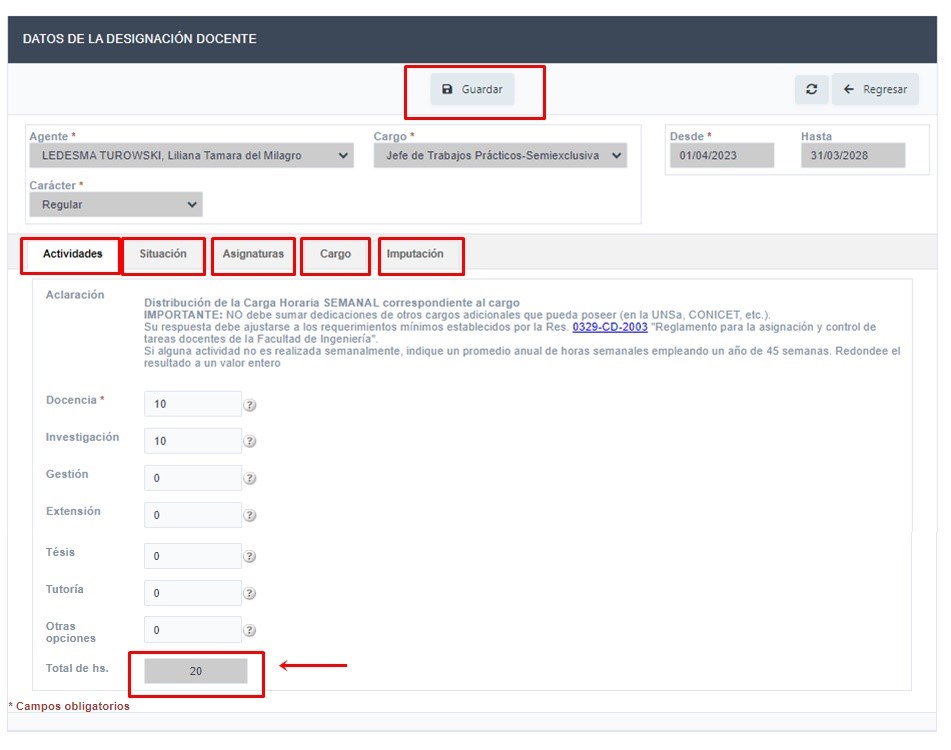 DATOS DE LA DESIGNACIÓN DOCENTE
Guardar
Regresar
Agente *
Cargo *
Desde *
Hasta
LEDESMA TUROWSKI, Liliana Tamara del Milagro
Jefe de Trabajos Prácticos-Semiexclusiva
01/04/2023
31/03/2028
Carácter *
Regular
Actividades
Situación
Asignaturas
Cargo
Imputación
Aclaración
Distribución de la Carga Horaria SEMANAL correspondiente al cargo
IMPORTANTE: NO debe sumar dedicaciones de otros cargos adicionales que pueda poseer (en la UNSa, CONICET, etc.).
Su respuesta debe ajustarse a los requerimientos mínimos establecidos por la Res. 0329-CD-2003 "Reglamento para la asignación y control de
tareas docentes de la Facultad de Ingeniería".
Si alguna actividad no es realizada semanalmente, indique un promedio anual de horas semanales empleando un año de 45 semanas. Redondee el
resultado a un valor entero
Docencia *
10
?
Investigación
10
?
Gestión
0
?
Extensión
0
?
Tésis
0
?
Tutoría
0
?
Otras
opciones
0
?
Total de hs.
20
* Campos obligatorios